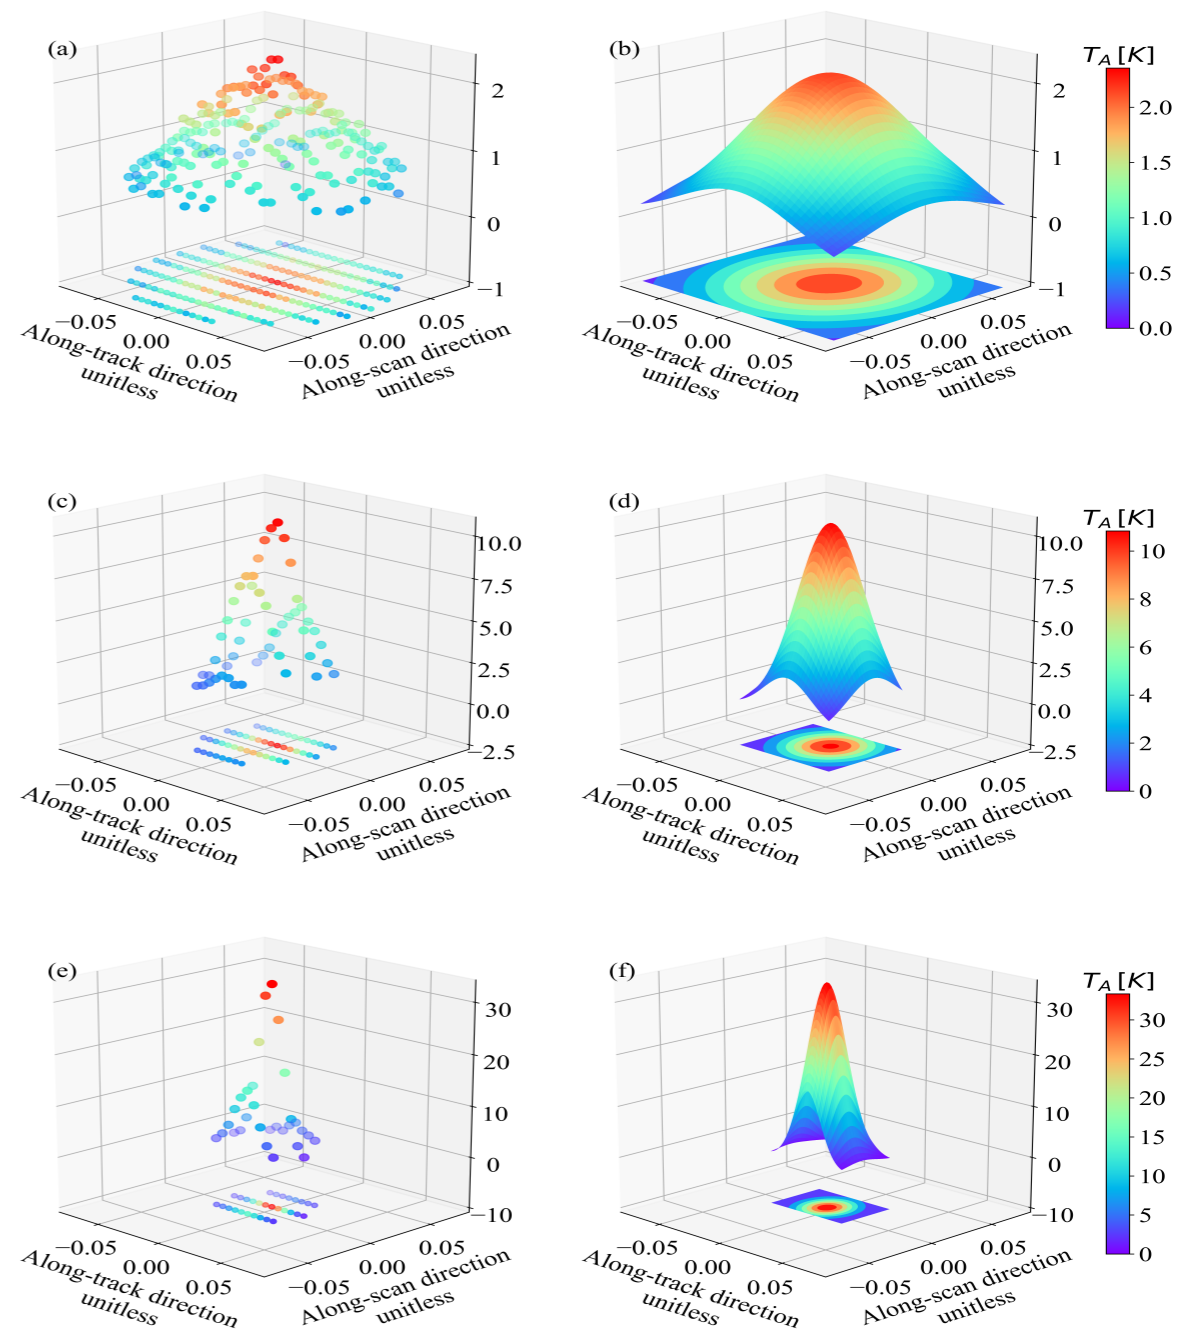 (a)
2
1
0
−1
−0.05
0.00
0.05
Along-track direction
unitless
−0.05
0.00
0.05
Along-scan direction
unitless
(b)
2
1
0
−1
−0.05
0.00
0.05
Along-track direction
unitless
−0.05
0.00
0.05
Along-scan direction
unitless
T_A [K]
2.0
1.5
1.0
0.5
0.0
(c)
10.0
7.5
5.0
2.5
0.0
−2.5
−0.05
0.00
0.05
Along-track direction
unitless
−0.05
0.00
0.05
Along-scan direction
unitless
(d)
10.0
7.5
5.0
2.5
0.0
−2.5
−0.05
0.00
0.05
Along-track direction
unitless
−0.05
0.00
0.05
Along-scan direction
unitless
T_A [K]
10
8
6
4
2
0
(e)
30
20
10
0
−10
−0.05
0.00
0.05
Along-track direction
unitless
−0.05
0.00
0.05
Along-scan direction
unitless
(f)
30
20
10
0
−10
−0.05
0.00
0.05
Along-track direction
unitless
−0.05
0.00
0.05
Along-scan direction
unitless
T_A [K]
30
25
20
15
10
5
0